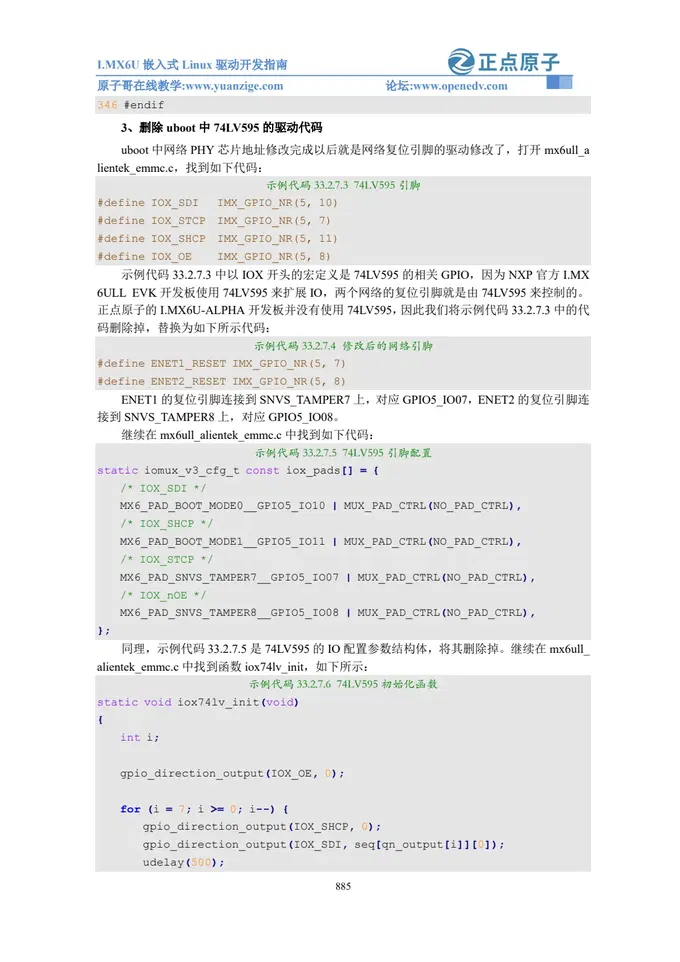 I.MX6U 嵌入式 Linux 驱动开发指南
正点原子
原子哥在线教学:www.yuanzige.com 论坛:www.openedv.com
346 #endif
3、删除 uboot 中 74LV595 的驱动代码
uboot 中网络 PHY 芯片地址修改完成以后就是网络复位引脚的驱动修改了，打开 mx6ull_a
lientek_emmc.c，找到如下代码：
示例代码 33.2.7.3 74LV595 引脚
#define IOX_SDI IMX_GPIO_NR(5, 10)
#define IOX_STCP IMX_GPIO_NR(5, 7)
#define IOX_SHCP IMX_GPIO_NR(5, 11)
#define IOX_OE IMX_GPIO_NR(5, 8)
示例代码 33.2.7.3 中以 IOX 开头的宏定义是 74LV595 的相关 GPIO，因为 NXP 官方 I.MX
6ULL EVK 开发板使用 74LV595 来扩展 IO，两个网络的复位引脚就是由 74LV595 来控制的。
正点原子的 I.MX6U-ALPHA 开发板并没有使用 74LV595，因此我们将示例代码 33.2.7.3 中的代
码删除掉，替换为如下所示代码：
示例代码 33.2.7.4 修改后的网络引脚
#define ENET1_RESET IMX_GPIO_NR(5, 7)
#define ENET2_RESET IMX_GPIO_NR(5, 8)
ENET1 的复位引脚连接到 SNVS_TAMPER7 上，对应 GPIO5_IO07，ENET2 的复位引脚连
接到 SNVS_TAMPER8 上，对应 GPIO5_IO08。
继续在 mx6ull_alientek_emmc.c 中找到如下代码：
示例代码 33.2.7.5 74LV595 引脚配置
static iomux_v3_cfg_t const iox_pads[] = {
/* IOX_SDI */
MX6_PAD_BOOT_MODE0__GPIO5_IO10 | MUX_PAD_CTRL(NO_PAD_CTRL),
/* IOX_SHCP */
MX6_PAD_BOOT_MODE1__GPIO5_IO11 | MUX_PAD_CTRL(NO_PAD_CTRL),
/* IOX_STCP */
MX6_PAD_SNVS_TAMPER7__GPIO5_IO07 | MUX_PAD_CTRL(NO_PAD_CTRL),
/* IOX_nOE */
MX6_PAD_SNVS_TAMPER8__GPIO5_IO08 | MUX_PAD_CTRL(NO_PAD_CTRL),
};
同理，示例代码 33.2.7.5 是 74LV595 的 IO 配置参数结构体，将其删除掉。继续在 mx6ull_
alientek_emmc.c 中找到函数 iox74lv_init，如下所示：
示例代码 33.2.7.6 74LV595 初始化函数
static void iox74lv_init(void)
{
int i;
gpio_direction_output(IOX_OE, 0);
for (i = 7; i >= 0; i--) {
gpio_direction_output(IOX_SHCP, 0);
gpio_direction_output(IOX_SDI, seq[qn_output[i]][0]);
udelay(500);
885